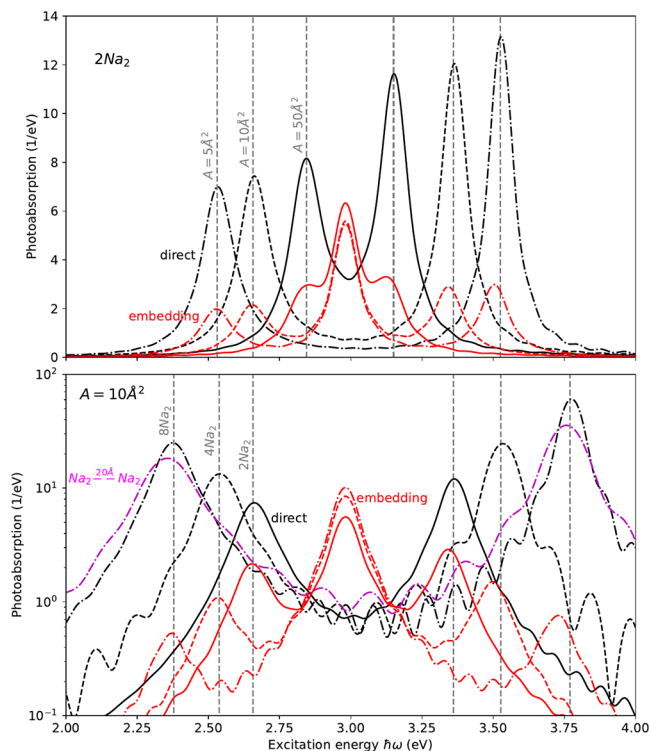 14
12
10
8
6
4
2
0
Photoabsorption (1/eV)
2Na₂
A = 5Å²
A = 10Å²
A = 50Å²
direct
embedding
10²
10¹
10⁰
10⁻¹
Photoabsorption (1/eV)
A = 10Å²
8Na₂
4Na₂
2Na₂
Na₂ —20Å— Na₂
direct
embedding
2.00 2.25 2.50 2.75 3.00 3.25 3.50 3.75 4.00
Excitation energy ℏω (eV)